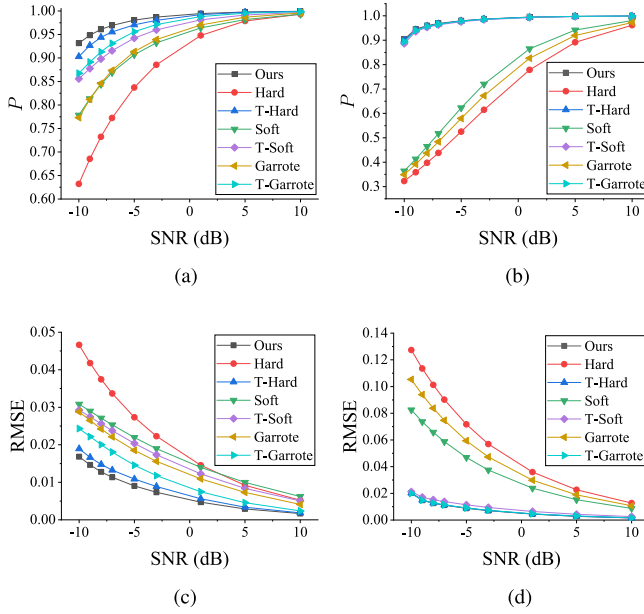 1.00
0.95
0.90
0.85
0.80
0.75
0.70
0.65
0.60
P
Ours
Hard
T-Hard
Soft
T-Soft
Garrote
T-Garrote
-10 -5 0 5 10
SNR (dB)
(a)
1.0
0.9
0.8
0.7
0.6
0.5
0.4
0.3
P
Ours
Hard
T-Hard
Soft
T-Soft
Garrote
T-Garrote
-10 -5 0 5 10
SNR (dB)
(b)
0.05
0.04
0.03
0.02
0.01
0.00
RMSE
Ours
Hard
T-Hard
Soft
T-Soft
Garrote
T-Garrote
-10 -5 0 5 10
SNR (dB)
(c)
0.14
0.12
0.10
0.08
0.06
0.04
0.02
0.00
RMSE
Ours
Hard
T-Hard
Soft
T-Soft
Garrote
T-Garrote
-10 -5 0 5 10
SNR (dB)
(d)